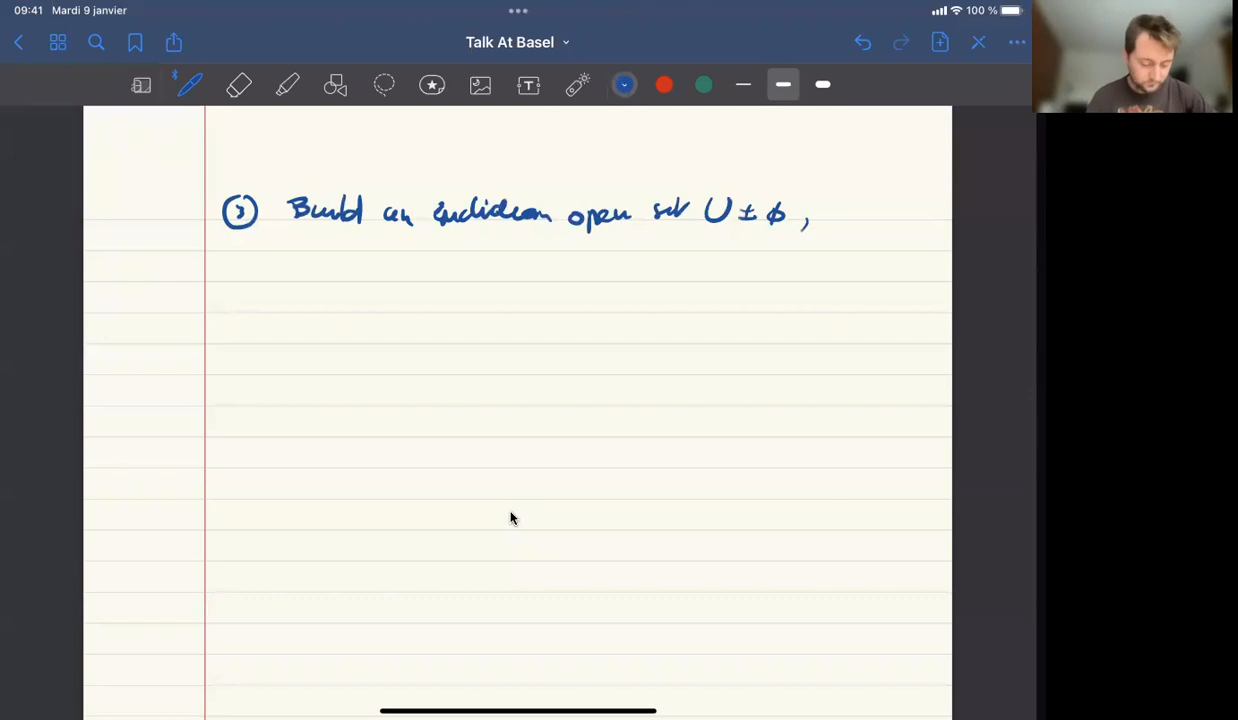 09:41 Mardi 9 janvier
100 %
Talk At Basel
T
③ Build an euclidean open set U ≠ ϕ ,